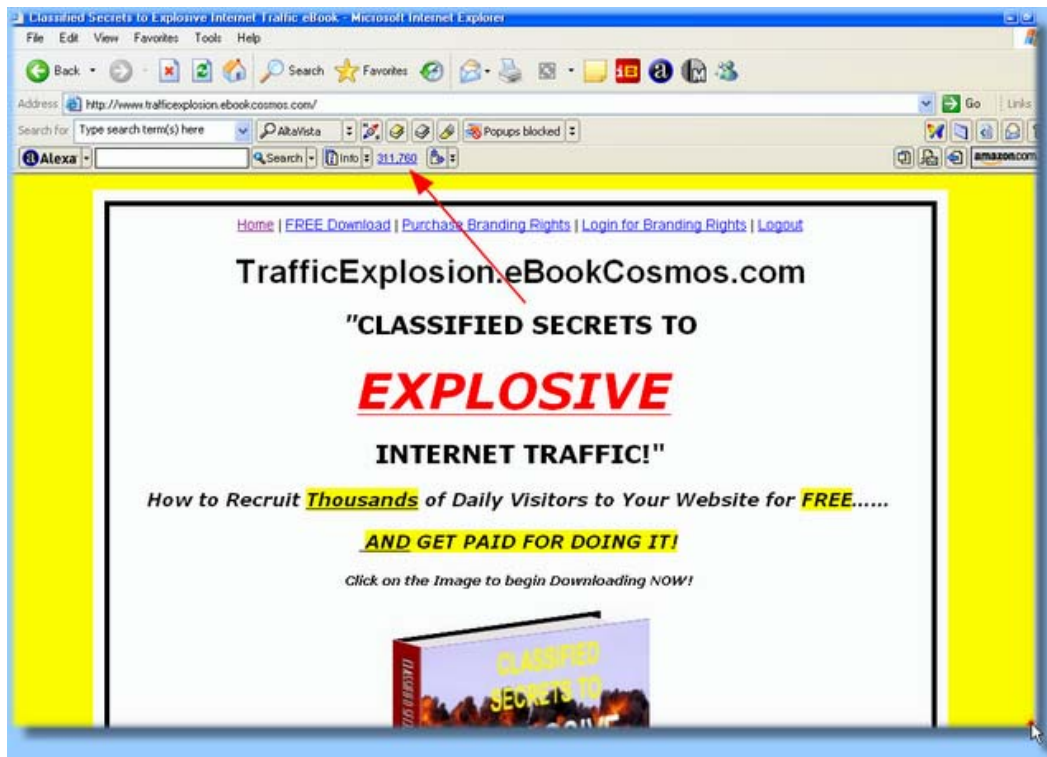 Classified Secrets to Explosive Internet Traffic eBook - Microsoft Internet Explorer
File Edit View Favorites Tools Help
Back Search Favorites
Address http://www.trafficexplosion.ebookcosmos.com/ Go Links
Search for Type search term(s) here AltaVista Popups blocked
Alexa Search Info 311,760 amazon.com
Home | FREE Download | Purchase Branding Rights | Login for Branding Rights | Logout
TrafficExplosion.eBookCosmos.com
"CLASSIFIED SECRETS TO
EXPLOSIVE
INTERNET TRAFFIC!"
How to Recruit Thousands of Daily Visitors to Your Website for FREE......
AND GET PAID FOR DOING IT!
Click on the Image to begin Downloading NOW!
CLASSIFIED
SECRETS TO